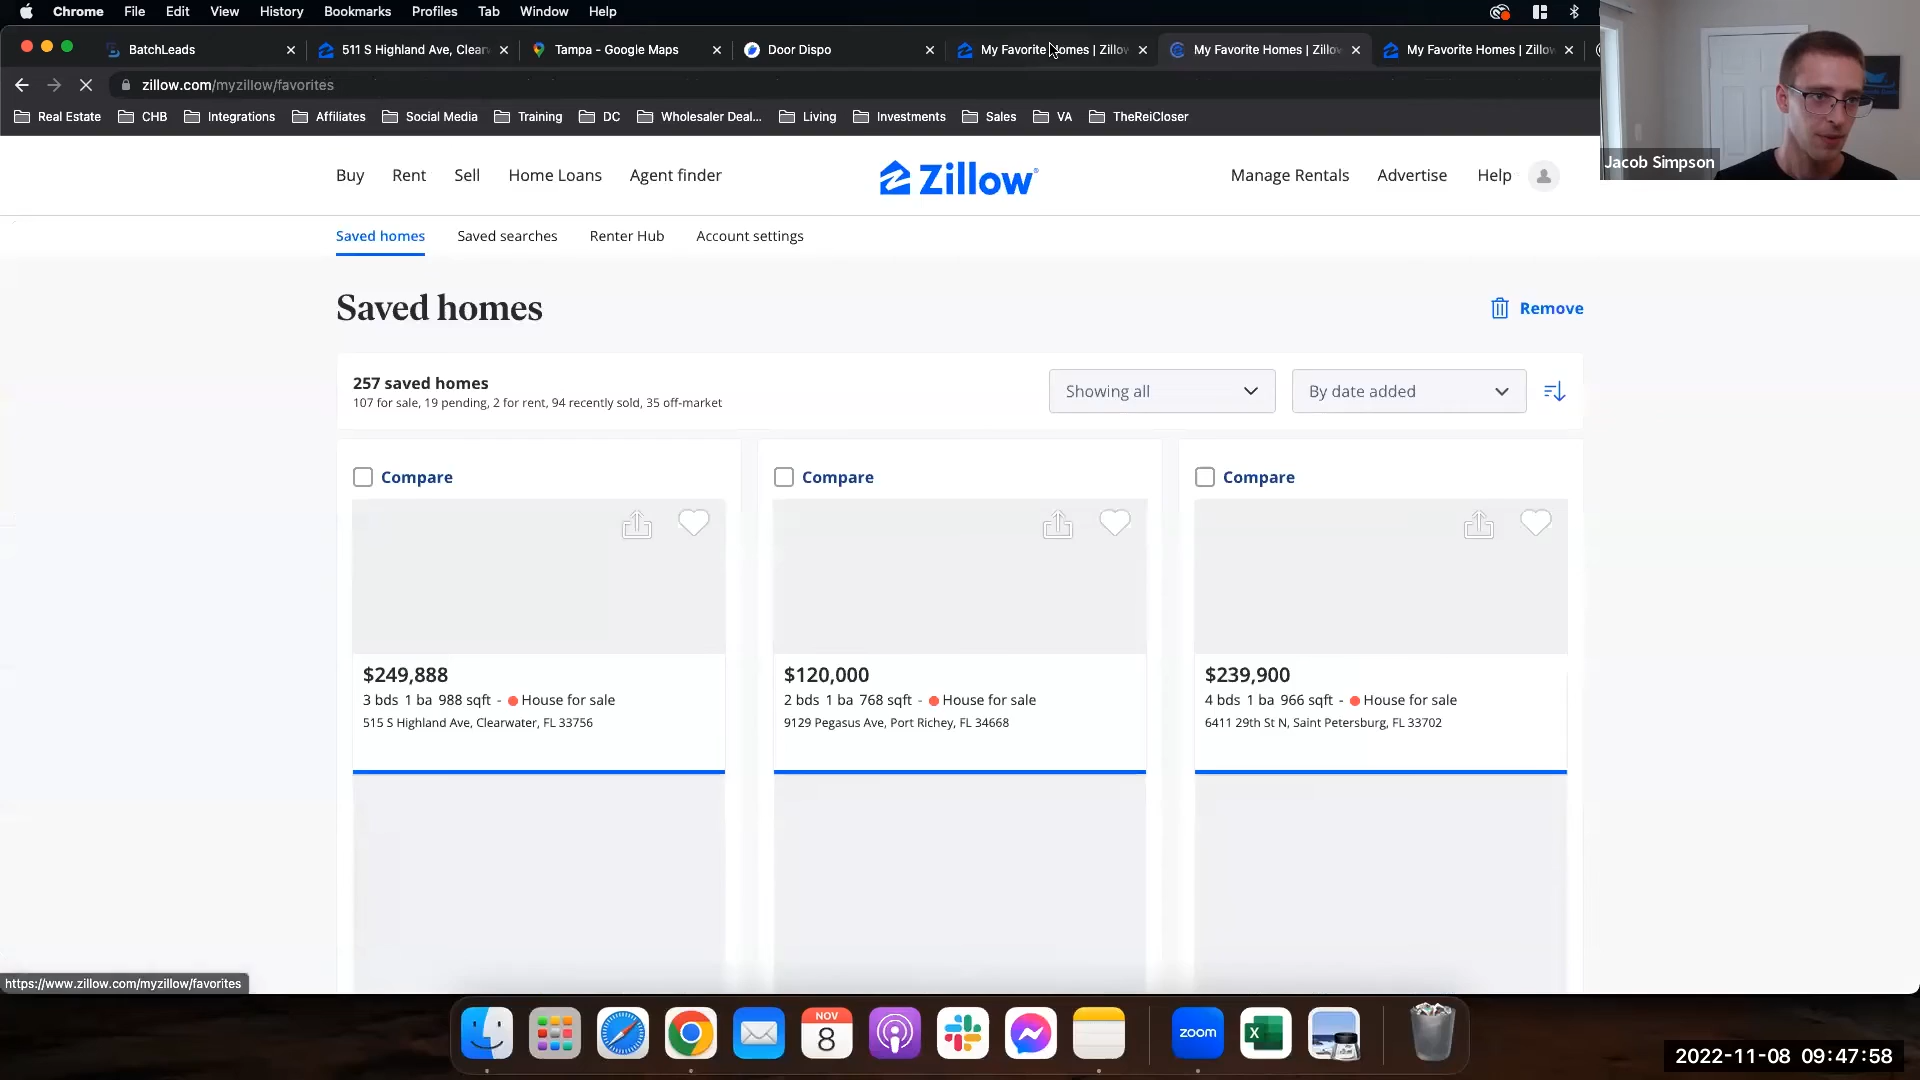 Chrome File Edit View History Bookmarks Profiles Tab Window Help
BatchLeads
511 S Highland Ave, Clearw
Tampa - Google Maps
Door Dispo
My Favorite Homes | Zillow
My Favorite Homes | Zillow
My Favorite Homes | Zillow
zillow.com/myzillow/favorites
Real Estate CHB Integrations Affiliates Social Media Training DC Wholesaler Deal... Living Investments Sales VA TheReiCloser
Jacob Simpson
Buy Rent Sell Home Loans Agent finder
Zillow
Manage Rentals Advertise Help
Saved homes Saved searches Renter Hub Account settings
Saved homes
Remove
257 saved homes
107 for sale, 19 pending, 2 for rent, 94 recently sold, 35 off-market
Showing all
By date added
Compare
Compare
Compare
$249,888
3 bds 1 ba 988 sqft - House for sale
515 S Highland Ave, Clearwater, FL 33756
$120,000
2 bds 1 ba 768 sqft - House for sale
9129 Pegasus Ave, Port Richey, FL 34668
$239,900
4 bds 1 ba 966 sqft - House for sale
6411 29th St N, Saint Petersburg, FL 33702
https://www.zillow.com/myzillow/favorites
NOV
8
zoom
X
2022-11-08 09:47:58